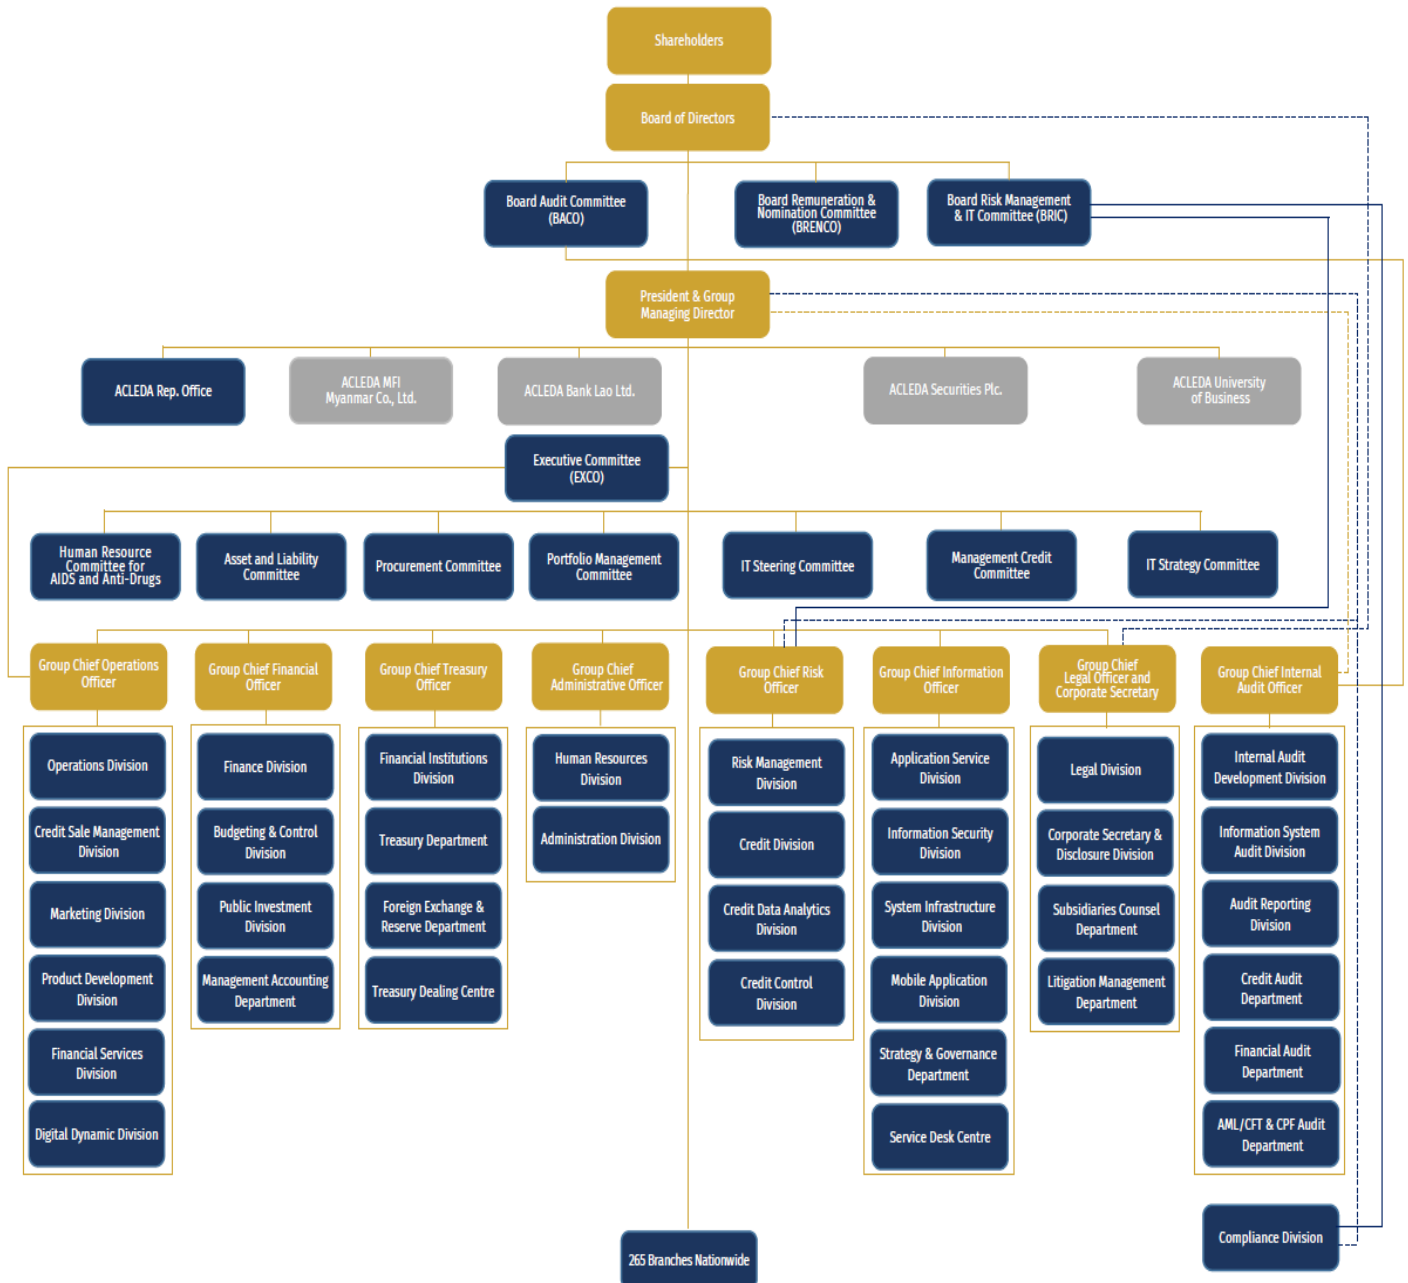 Shareholders
Board of Directors
Board Audit Committee
(BACO)
Board Remuneration &
Nomination Committee
(BRENCO)
Board Risk Management
& IT Committee (BRIC)
President & Group
Managing Director
ACLEDA Rep. Office
ACLEDA MFI
Myanmar Co., Ltd.
ACLEDA Bank Lao Ltd.
ACLEDA Securities Plc.
ACLEDA University
of Business
Executive Committee
(EXCO)
Human Resource
Committee for
AIDS and Anti-Drugs
Asset and Liability
Committee
Procurement Committee
Portfolio Management
Committee
IT Steering Committee
Management Credit
Committee
IT Strategy Committee
Group Chief Operations
Officer
Group Chief Financial
Officer
Group Chief Treasury
Officer
Group Chief
Administrative Officer
Group Chief Risk
Officer
Group Chief Information
Officer
Group Chief
Legal Officer and
Corporate Secretary
Group Chief Internal
Audit Officer
Operations Division
Credit Sale Management
Division
Marketing Division
Product Development
Division
Financial Services
Division
Digital Dynamic Division
Finance Division
Budgeting & Control
Division
Public Investment
Division
Management Accounting
Department
Financial Institutions
Division
Treasury Department
Foreign Exchange &
Reserve Department
Treasury Dealing Centre
Human Resources
Division
Administration Division
Risk Management
Division
Credit Division
Credit Data Analytics
Division
Credit Control
Division
Application Service
Division
Information Security
Division
System Infrastructure
Division
Mobile Application
Division
Strategy & Governance
Department
Service Desk Centre
Legal Division
Corporate Secretary &
Disclosure Division
Subsidiaries Counsel
Department
Litigation Management
Department
Internal Audit
Development Division
Information System
Audit Division
Audit Reporting
Division
Credit Audit
Department
Financial Audit
Department
AML/CFT & CPF Audit
Department
Compliance Division
265 Branches Nationwide